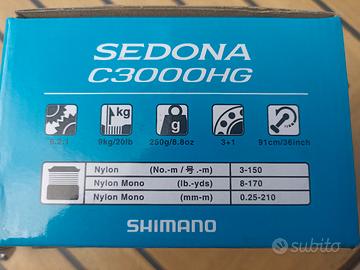 SEDONA
C3000HG
kg
g
6.2:1
9kg/20lb
250g/8.8oz
3+1
91cm/36inch
Nylon (No.-m / 号.-m) 3-150
Nylon Mono (lb.-yds) 8-170
Nylon Mono (mm-m) 0.25-210
SHIMANO
subito